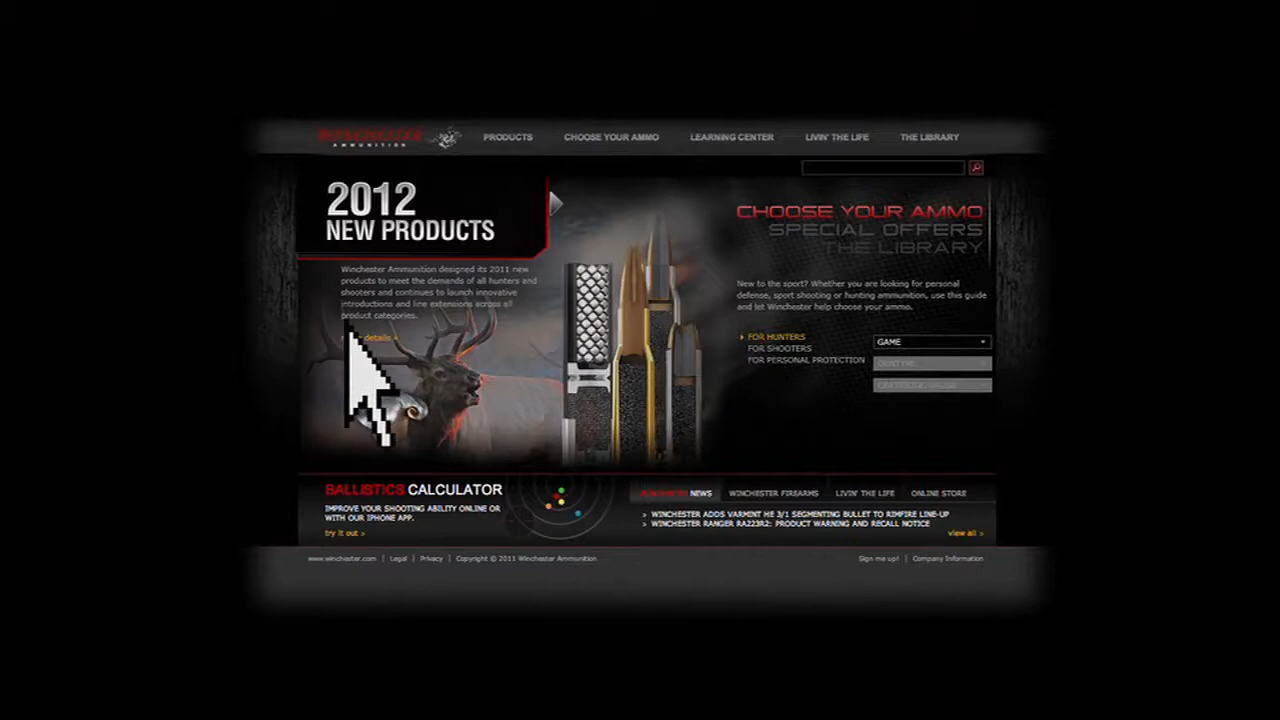 WINCHESTER
AMMUNITION
PRODUCTS
CHOOSE YOUR AMMO
LEARNING CENTER
LIVIN' THE LIFE
THE LIBRARY
2012
NEW PRODUCTS
Winchester Ammunition designed its 2011 new
products to meet the demands of all hunters and
shooters and continues to launch innovative
introductions and line extensions across all
product categories.
details »
CHOOSE YOUR AMMO
SPECIAL OFFERS
THE LIBRARY
New to the sport? Whether you are looking for personal
defense, sport shooting or hunting ammunition, use this guide
and let Winchester help choose your ammo.
FOR HUNTERS
FOR SHOOTERS
FOR PERSONAL PROTECTION
GAME
BALLISTICS CALCULATOR
IMPROVE YOUR SHOOTING ABILITY ONLINE OR
WITH OUR IPHONE APP.
try it out >
WINCHESTER NEWS
WINCHESTER FIREARMS
LIVIN' THE LIFE
ONLINE STORE
> WINCHESTER ADDS VARMINT HE 3/1 SEGMENTING BULLET TO RIMFIRE LINE-UP
> WINCHESTER RANGER RA223R2: PRODUCT WARNING AND RECALL NOTICE
view all >
www.winchester.com | Legal | Privacy | Copyright © 2011 Winchester Ammunition
Sign me up! | Company Information